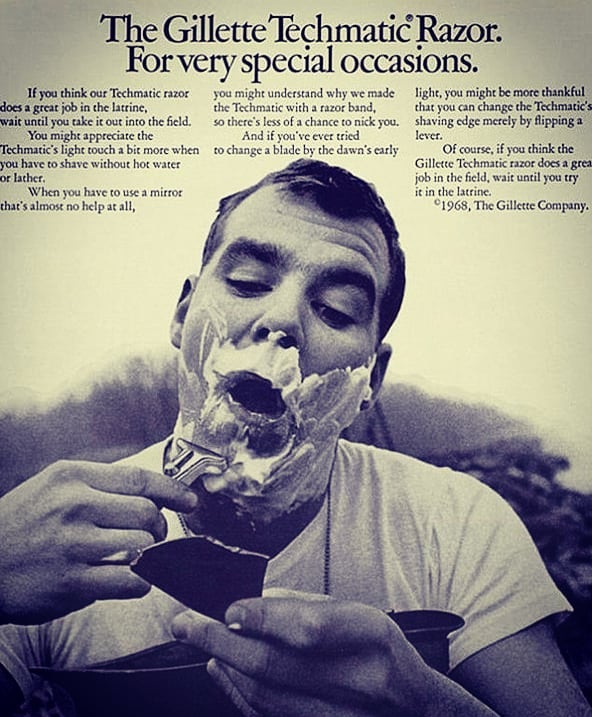 The Gillette Techmatic® Razor.
For very special occasions.
If you think our Techmatic razor
does a great job in the latrine,
wait until you take it out into the field.
You might appreciate the
Techmatic's light touch a bit more when
you have to shave without hot water
or lather.
When you have to use a mirror
that's almost no help at all,
you might understand why we made
the Techmatic with a razor band,
so there's less of a chance to nick you.
And if you've ever tried
to change a blade by the dawn's early
light, you might be more thankful
that you can change the Techmatic's
shaving edge merely by flipping a
lever.
Of course, if you think the
Gillette Techmatic razor does a grea
job in the field, wait until you try
it in the latrine.
©1968, The Gillette Company.